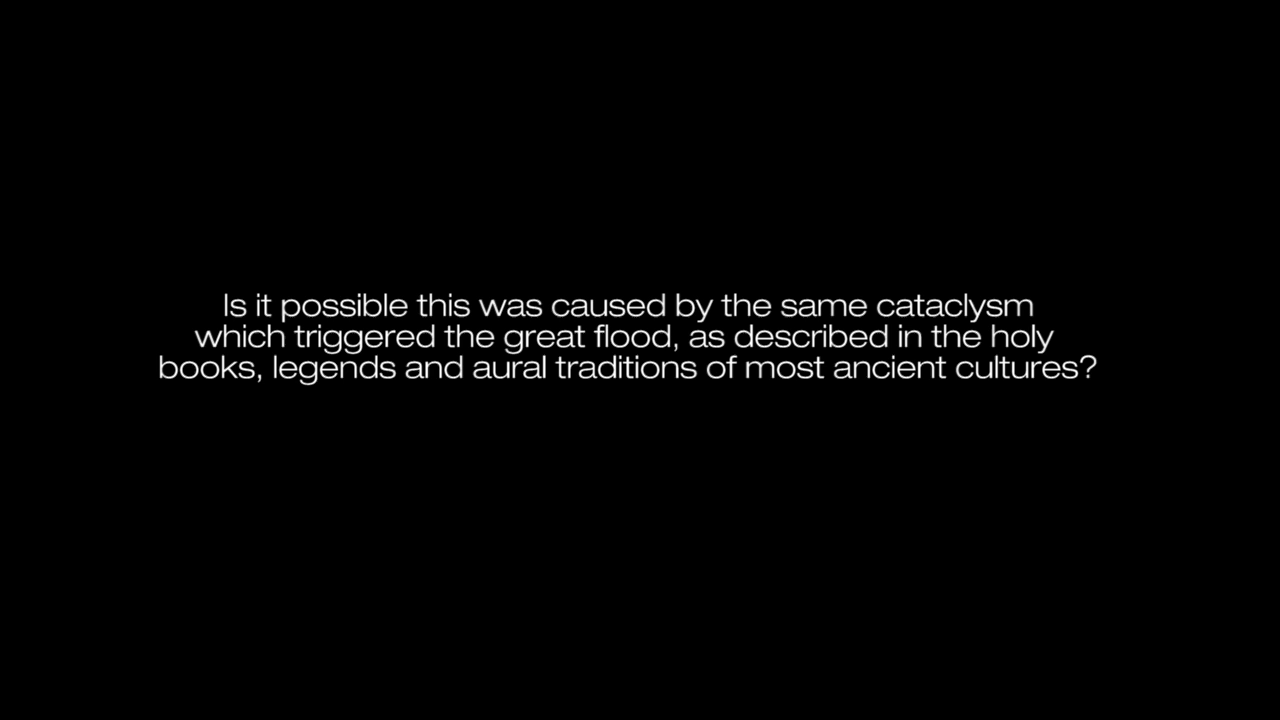 Is it possible this was caused by the same cataclysm
which triggered the great flood, as described in the holy
books, legends and aural traditions of most ancient cultures?